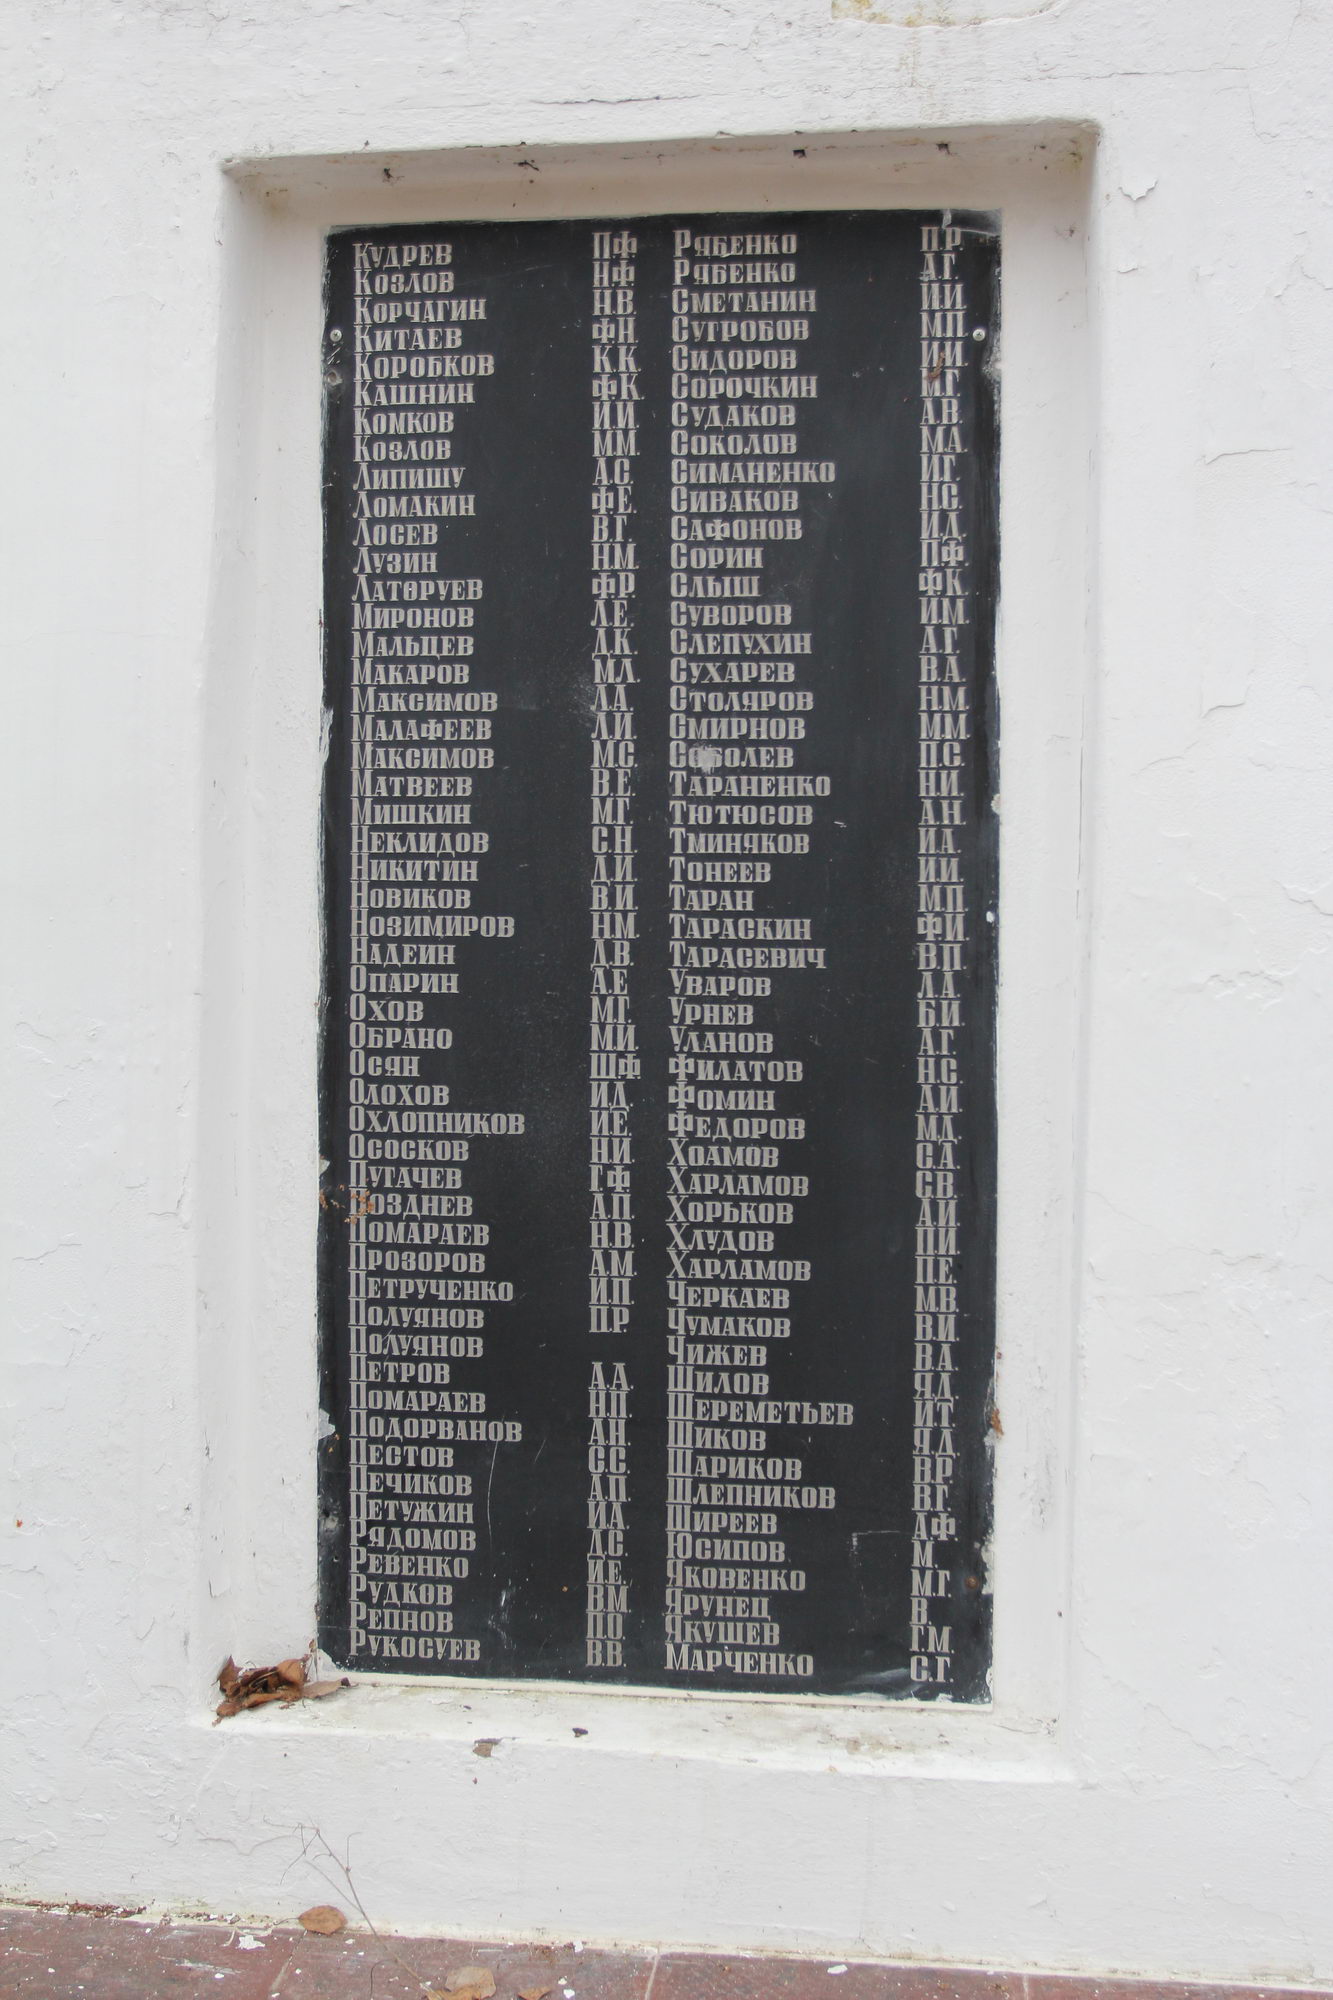 Кудрев П.Ф
Козлов Н.Ф
Корчагин Н.В.
Китаев Ф.Н.
Коробков К.К.
Кашнин Ф.К.
Комков И.И.
Козлов М.М.
Липишу А.С.
Ломакин Ф.Е.
Лосев В.Г.
Лузин Н.М.
Ф.Р.
Миронов Л.Е.
Мальцев Д.К.
Макаров М.Л.
Максимов Л.А.
Малафеев Л.И.
Максимов М.С.
Матвеев В.Е.
Мишкин М.Г.
Неклидов С.Н.
Никитин Д.И.
Новиков В.И.
Нозимиров Н.М.
Надеин Д.В.
Опарин А.Е
Охов М.Г.
Обрано М.И.
Осян Ш.Ф
Олохов И.Д.
Охлопников И.Е.
Ососков Н.И.
Пугачев Г.Ф.
Позднев А.П.
Помараев Н.В.
Прозоров А.М.
Петрученко И.П.
Полуянов П.Р.
Полуянов
Петров А.А.
Помараев Н.П.
Подорванов А.Н.
Пестов С.С.
Печиков А.П.
Петужин И.А.
Рядомов Д.С.
Ревенко И.Е.
Рудков В.М.
Репнов П.О
Рукосуев В.В.
Рябенко П.Р.
Рябенко А.Г.
Сметанин И.И.
Сугробов М.П.
Сидоров И.И.
Сорочкин М.Г.
Судаков А.В.
Соколов М.А.
Симаненко И.Г.
Сиваков Н.С.
Сафонов И.Д.
Сорин П.Ф.
Слыш Ф.К.
Суворов И.М.
Слепухин А.Г.
Сухарев В.А.
Столяров Н.М.
Смирнов М.М.
Соболев П.С.
Тараненко Н.И.
Тютюсов А.Н.
Тминяков И.А.
Тонеев И.И.
Таран М.П.
Тараскин Ф.И.
Тарасевич В.П.
Уваров Л.А.
Урнев Б.И.
Уланов А.Г.
Филатов Н.С.
Фомин А.И.
Федоров М.Д.
Хоамов С.А.
Харламов С.В.
Хорьков А.И.
Хлудов П.И.
Харламов П.Е.
Черкаев М.В.
Чумаков В.И.
Чижев В.А.
Шилов Я.Д.
Шереметьев И.Т.
Шиков Я.Д.
Шариков В.Р.
Шлепников В.Г.
Ширеев А.Ф
Юсипов М.
Яковенко М.Г.
Ярунец В.
Якушев Г.М.
Марченко С.Г.